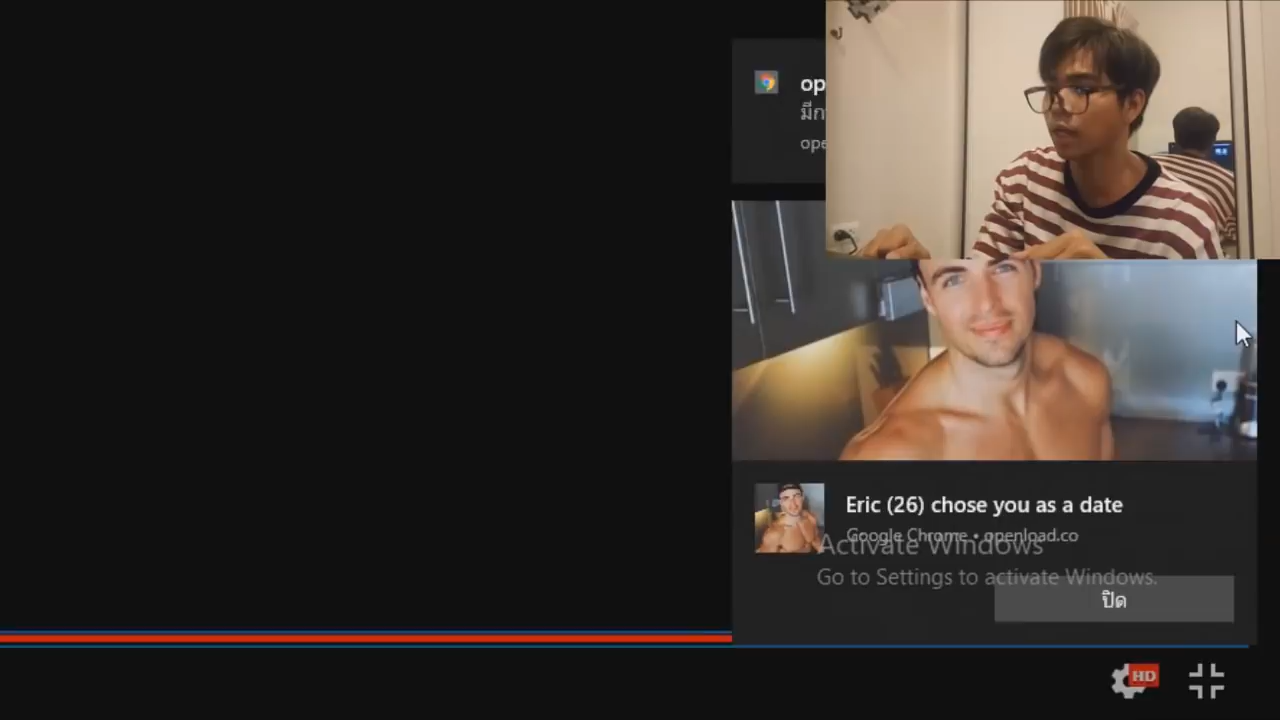 op
มีก
ope
Eric (26) chose you as a date
Google Chrome • openload.co
Activate Windows
Go to Settings to activate Windows.
ปิด
HD